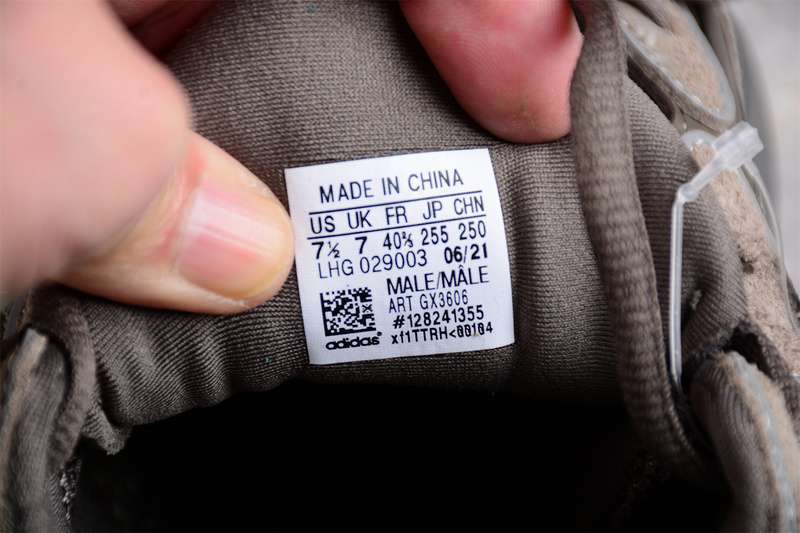 MADE IN CHINA
US UK FR JP CHN
7½ 7 40⅔ 255 250
LHG 029003 06/21
MALE/MÂLE
ART GX3606
#128241355
adidas® xf1TTRH<00104